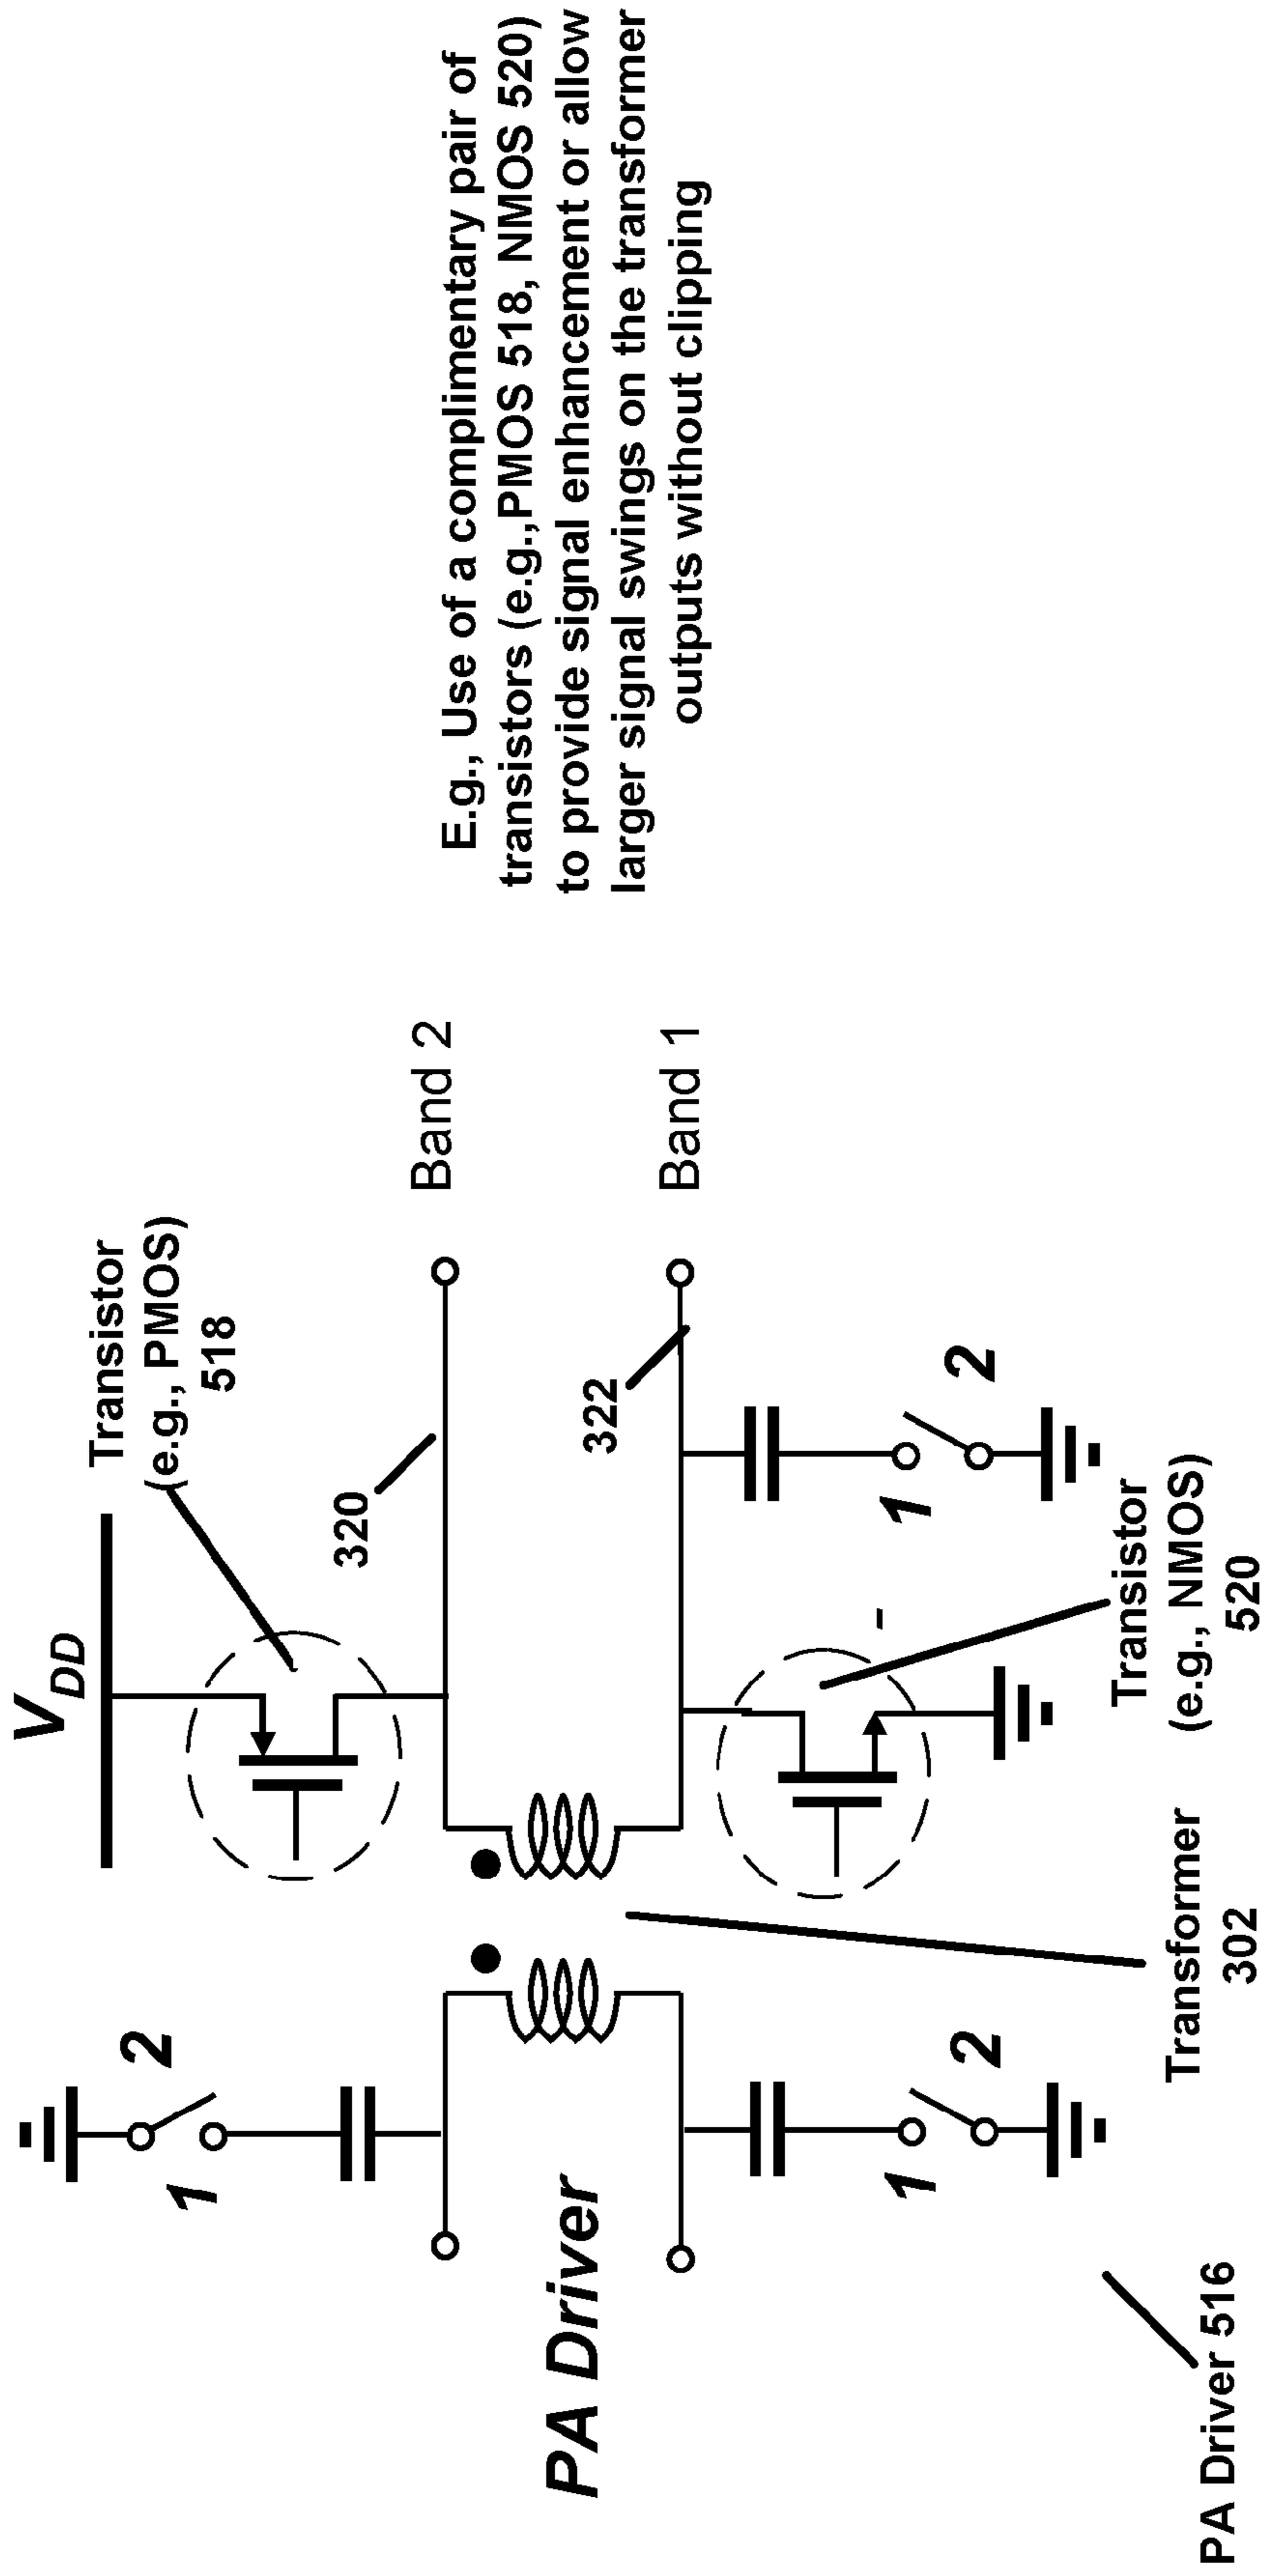 V
DD
Transistor
(e.g., PMOS)
518
2
1
320
Band 2
E.g., Use of a complimentary pair of
transistors (e.g.,PMOS 518, NMOS 520)
to provide signal enhancement or allow
larger signal swings on the transformer
outputs without clipping
PA Driver
322
Band 1
1
2
1
2
-
Transformer
302
Transistor
(e.g., NMOS)
520
PA Driver 516